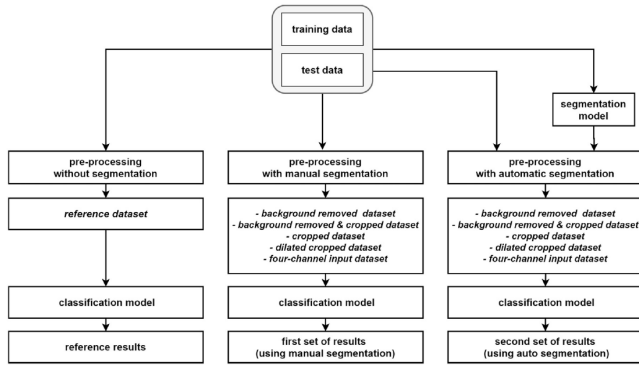 training data
test data
segmentation
model
pre-processing
without segmentation
pre-processing
with manual segmentation
pre-processing
with automatic segmentation
reference dataset
- background removed dataset
- background removed & cropped dataset
- cropped dataset
- dilated cropped dataset
- four-channel input dataset
- background removed dataset
- background removed & cropped dataset
- cropped dataset
- dilated cropped dataset
- four-channel input dataset
classification model
classification model
classification model
reference results
first set of results
(using manual segmentation)
second set of results
(using auto segmentation)